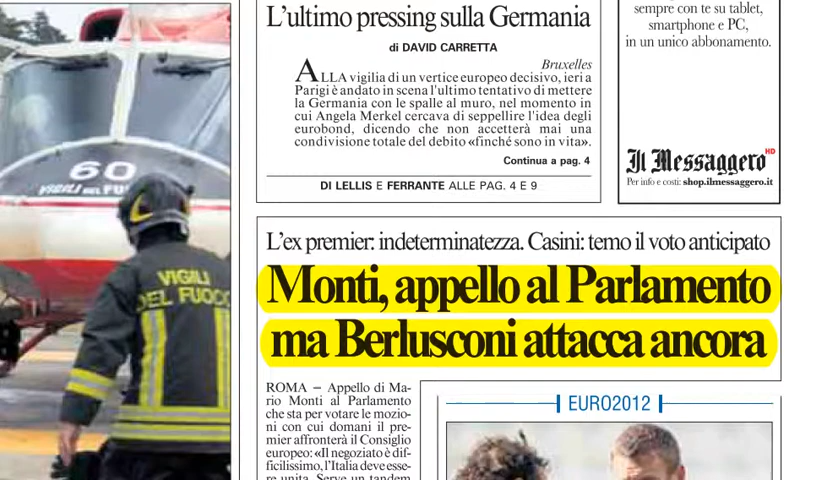 L'ultimo pressing sulla Germania
di DAVID CARRETTA
Bruxelles
ALLA vigilia di un vertice europeo decisivo, ieri a
Parigi è andato in scena l'ultimo tentativo di mettere
la Germania con le spalle al muro, nel momento in
cui Angela Merkel cercava di seppellire l'idea degli
eurobond, dicendo che non accetterà mai una
condivisione totale del debito «finché sono in vita».
Continua a pag. 4
DI LELLIS E FERRANTE ALLE PAG. 4 E 9
sempre con te su tablet,
smartphone e PC,
in un unico abbonamento.
Il Messaggero HD
Per info e costi: shop.ilmessaggero.it
60
VIGILI DEL FU
VIGILI
DEL FUOCO
L'ex premier: indeterminatezza. Casini: temo il voto anticipato
Monti, appello al Parlamento
ma Berlusconi attacca ancora
ROMA – Appello di Ma-
rio Monti al Parlamento
che sta per votare le mozio-
ni con cui domani il pre-
mier affronterà il Consiglio
europeo: «Il negoziato è dif-
ficilissimo, l'Italia deve esse-
re unita. Serve un tandem
EURO2012